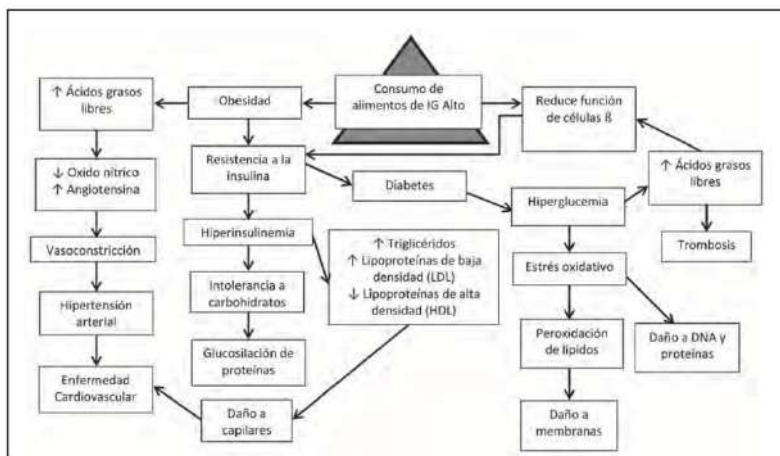 Consumo de
alimentos de IG Alto
↑ Ácidos grasos
libres
Obesidad
Reduce función
de células ß
↓ Oxido nítrico
↑ Angiotensina
Resistencia a la
insulina
Diabetes
Hiperglucemia
↑ Ácidos grasos
libres
Vasoconstricción
Hiperinsulinemia
↑ Triglicéridos
↑ Lipoproteínas de baja
densidad (LDL)
↓ Lipoproteínas de alta
densidad (HDL)
Trombosis
Estrés oxidativo
Hipertensión
arterial
Intolerancia a
carbohidratos
Peroxidación
de lípidos
Daño a DNA y
proteínas
Glucosilación de
proteínas
Enfermedad
Cardiovascular
Daño a
capilares
Daño a
membranas